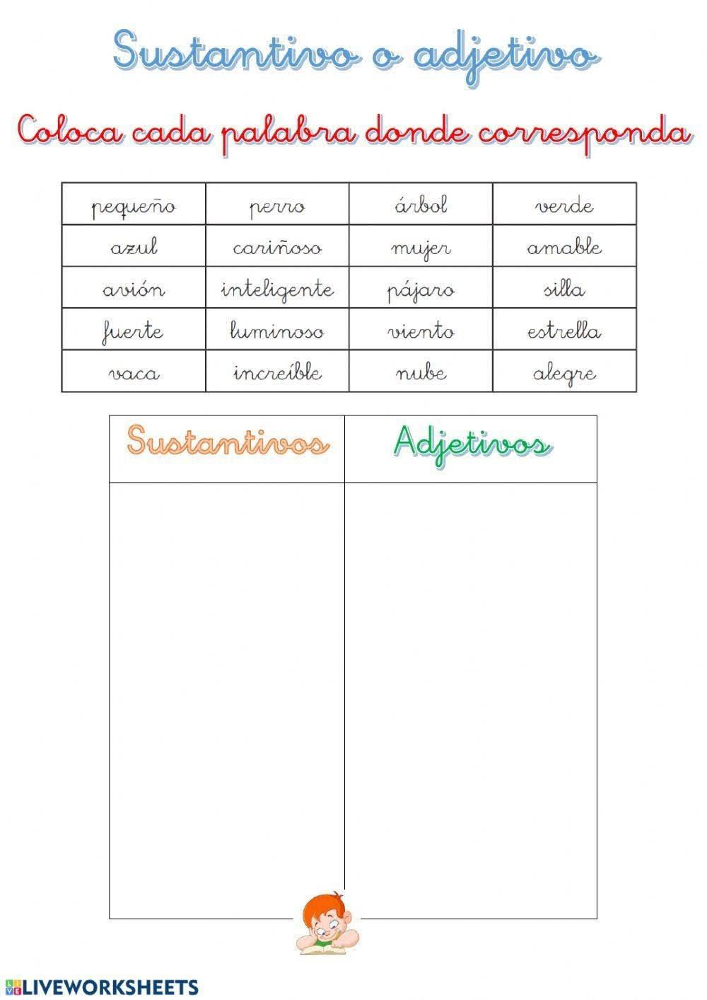 Sustantivo o adjetivo
Coloca cada palabra donde corresponda
pequeño perro árbol verde
azul cariñoso mujer amable
avión inteligente pájaro silla
fuerte luminoso viento estrella
vaca increíble nube alegre
Sustantivos Adjetivos
LIVE LIVEWORKSHEETS